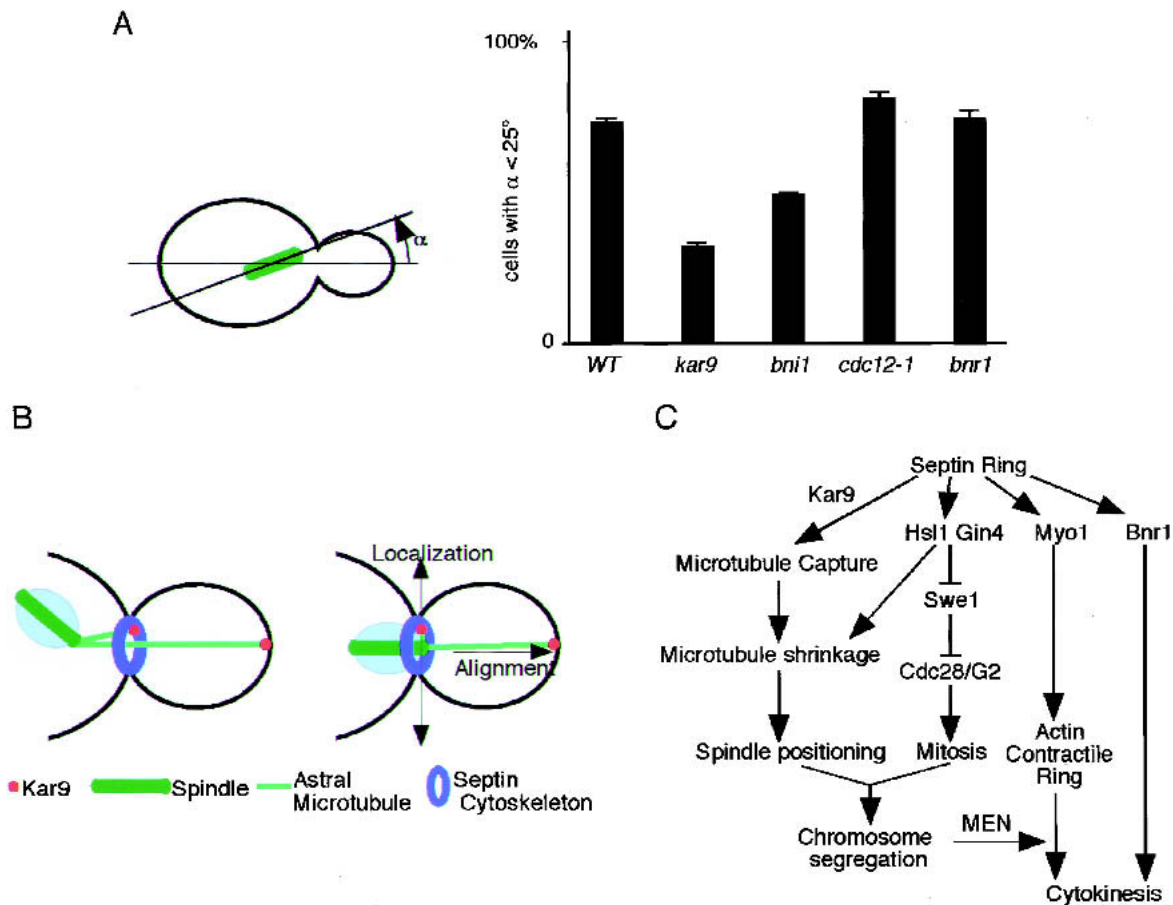 A
100%
cells with α < 25°
0
α
WT kar9 bni1 cdc12-1 bnr1
B
Localization
Alignment
Kar9
Spindle
Astral
Microtubule
Septin
Cytoskeleton
C
Septin Ring
Kar9
Hsl1 Gin4
Myo1
Bnr1
Microtubule Capture
Swe1
Microtubule shrinkage
Cdc28/G2
Spindle positioning
Mitosis
Actin
Contractile
Ring
Chromosome
segregation
MEN
Cytokinesis